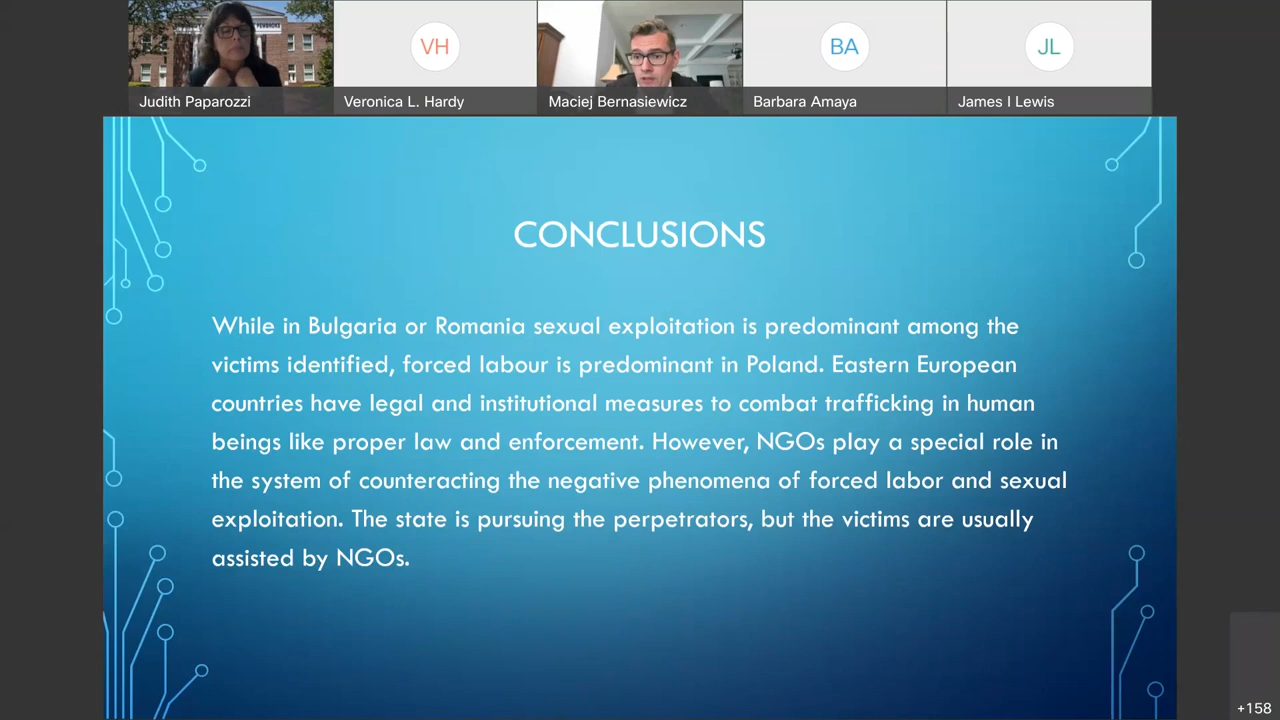 PEMBROKE
VH
BA
JL
Judith Paparozzi
Veronica L. Hardy
Maciej Bernasiewicz
Barbara Amaya
James I Lewis
CONCLUSIONS
While in Bulgaria or Romania sexual exploitation is predominant among the
victims identified, forced labour is predominant in Poland. Eastern European
countries have legal and institutional measures to combat trafficking in human
beings like proper law and enforcement. However, NGOs play a special role in
the system of counteracting the negative phenomena of forced labor and sexual
exploitation. The state is pursuing the perpetrators, but the victims are usually
assisted by NGOs.
+158